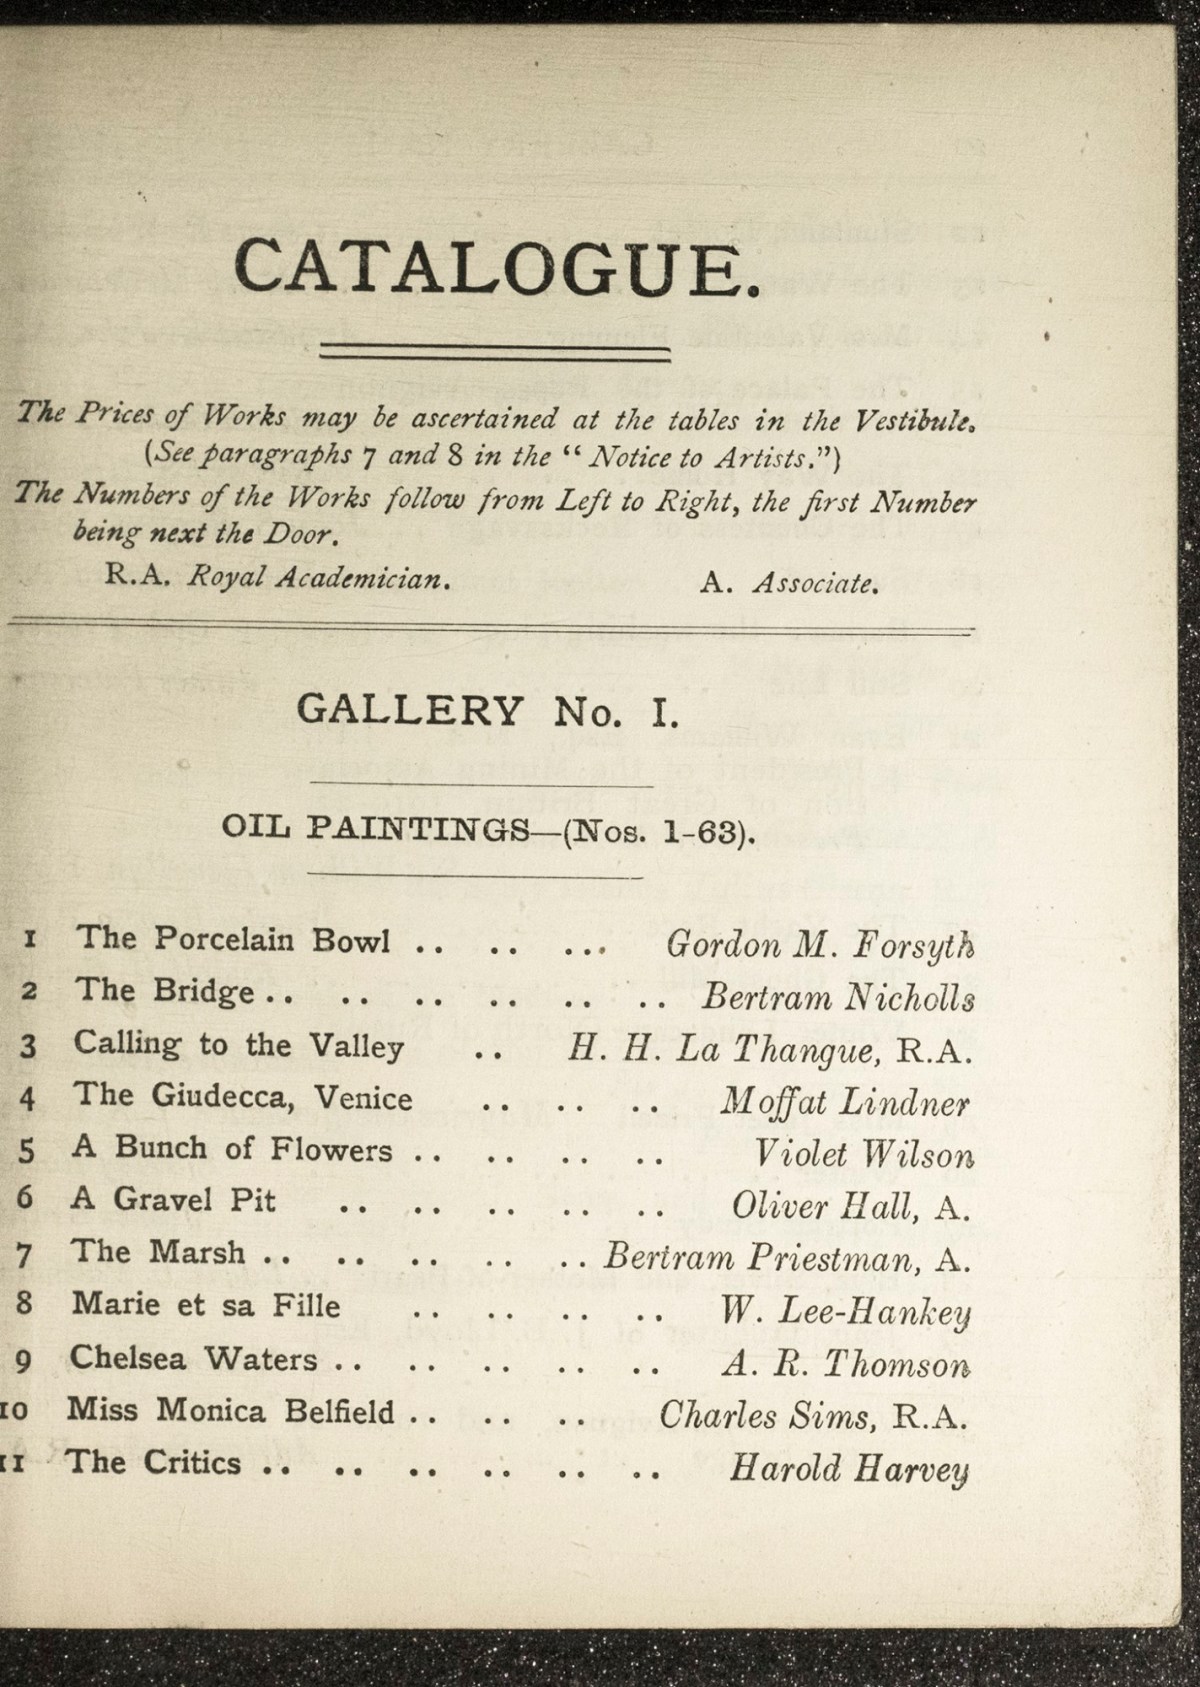 CATALOGUE.
The Prices of Works may be ascertained at the tables in the Vestibule.
(See paragraphs 7 and 8 in the “ Notice to Artists.”)
The Numbers of the Works follow from Left to Right, the first Number
being next the Door.
R.A. Royal Academician. A. Associate.
GALLERY No. I.
OIL PAINTINGS—(Nos. 1-63).
1 The Porcelain Bowl .. .. ... Gordon M. Forsyth
2 The Bridge .. .. .. .. .. .. Bertram Nicholls
3 Calling to the Valley .. H. H. La Thangue, R.A.
4 The Giudecca, Venice .. .. .. Moffat Lindner
5 A Bunch of Flowers .. .. .. .. Violet Wilson
6 A Gravel Pit .. .. .. .. .. Oliver Hall, A.
7 The Marsh .. .. .. .. .. Bertram Priestman, A.
8 Marie et sa Fille .. .. .. .. W. Lee-Hankey
9 Chelsea Waters .. .. .. .. .. A. R. Thomson
10 Miss Monica Belfield .. .. .. Charles Sims, R.A.
11 The Critics .. .. .. .. .. .. Harold Harvey